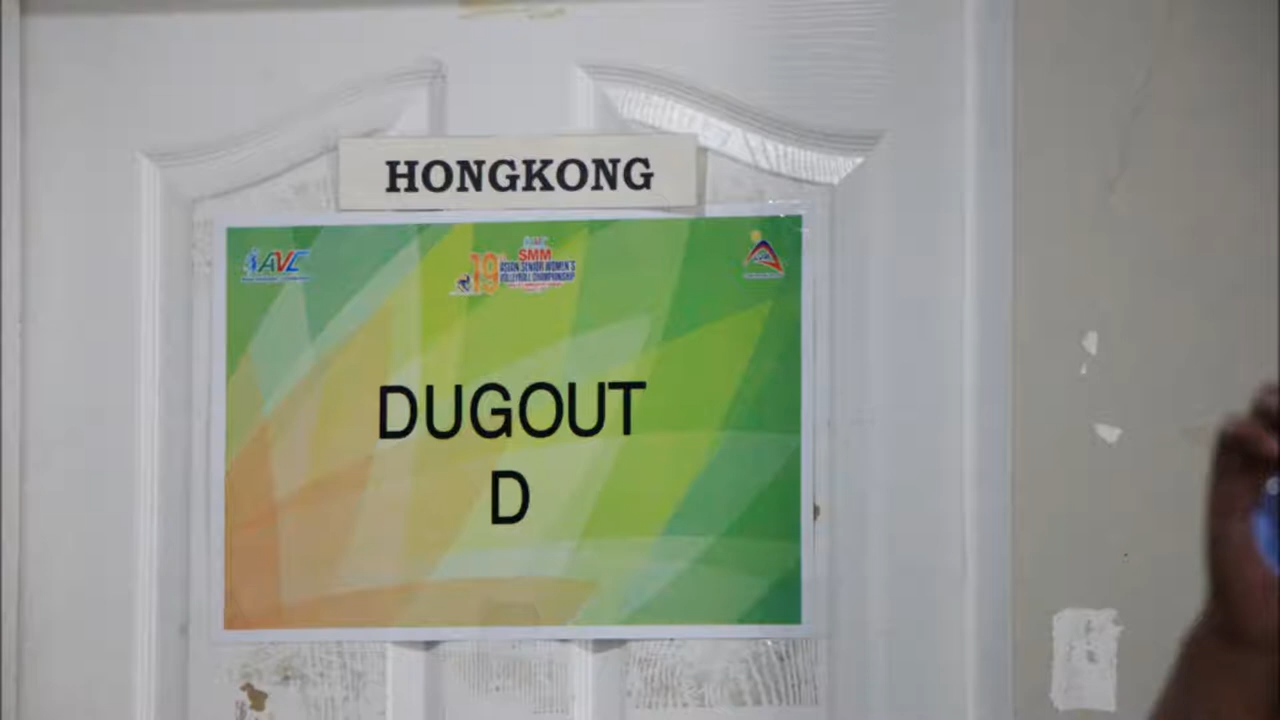 HONGKONG
AVC
19
SMM
ASIAN SENIOR WOMEN'S
VOLLEYBALL CHAMPIONSHIP
DUGOUT
D